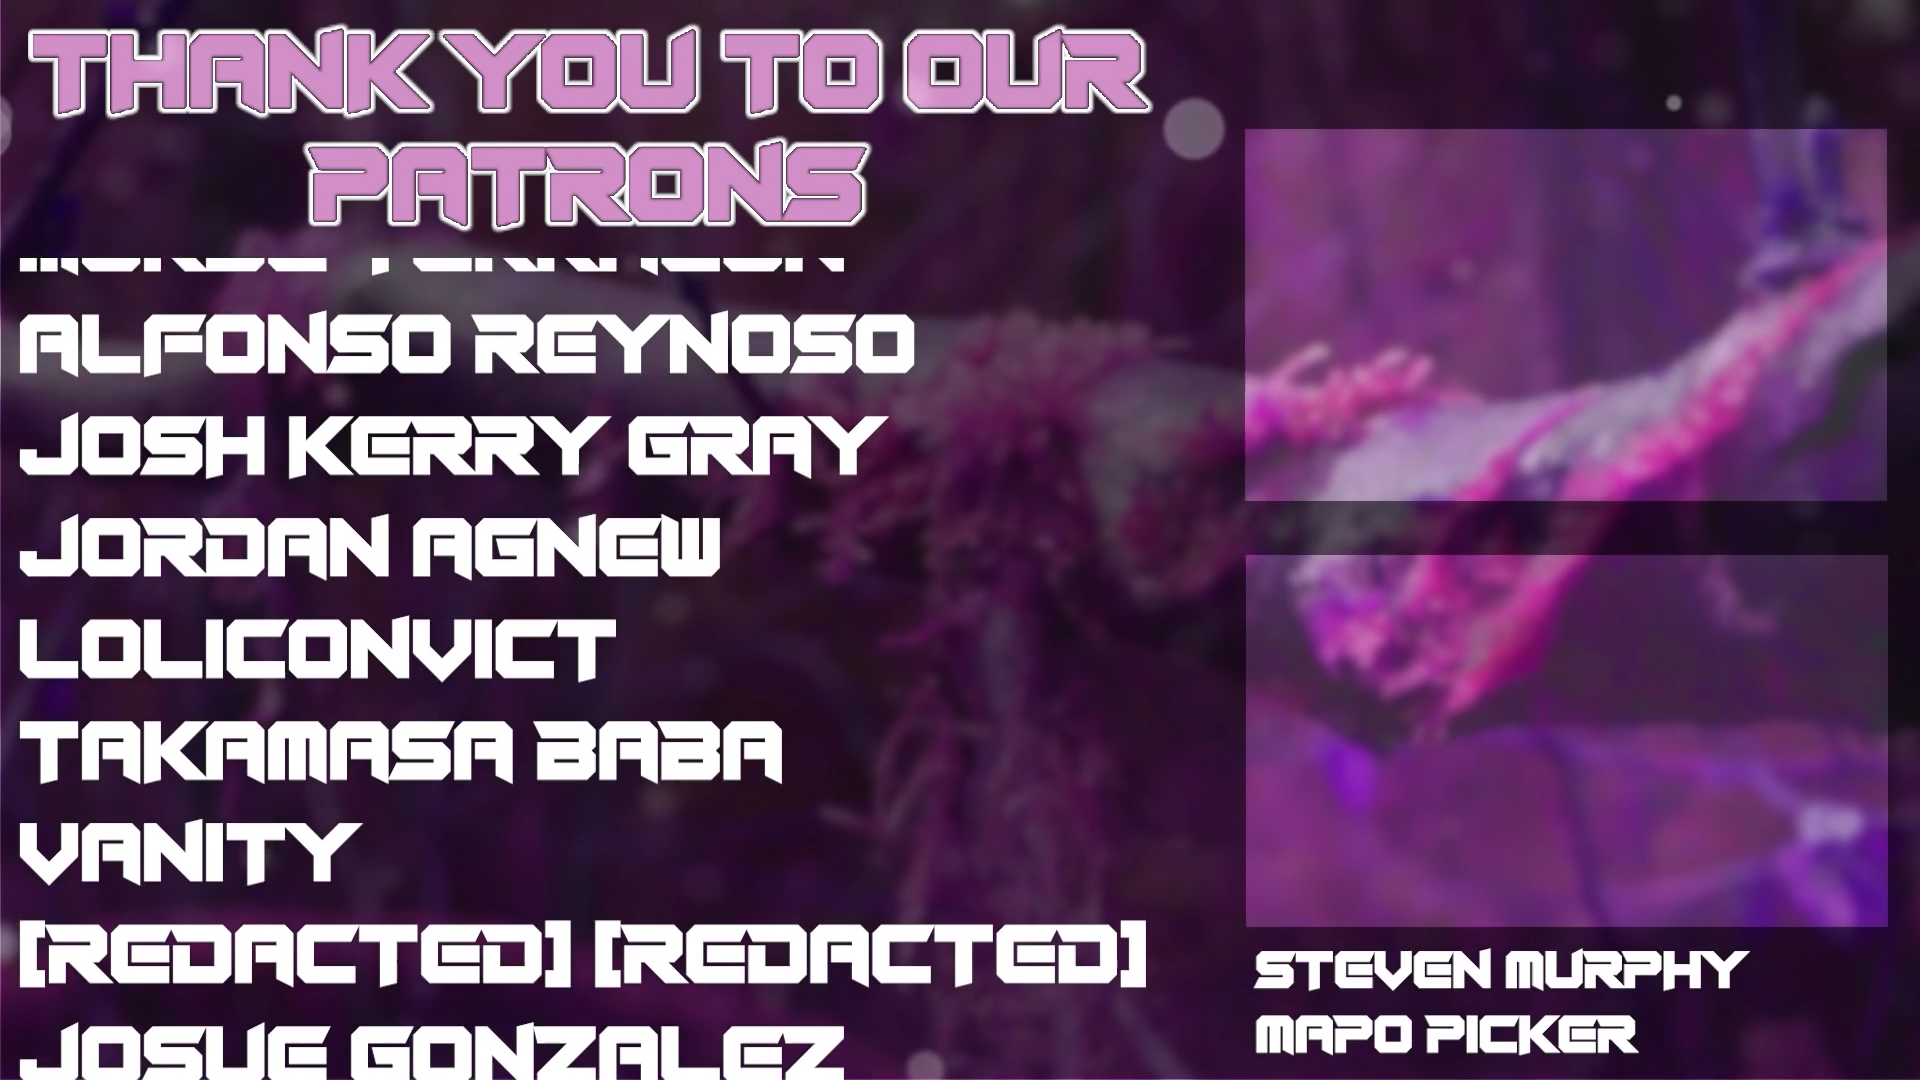 THANK YOU TO OUR
PATRONS
ALFONSO REYNOSO
JOSH KERRY GRAY
JORDAN AGNEW
LOLICONVICT
TAKAMASA BABA
VANITY
[REDACTED] [REDACTED]
JOSUE GONZALEZ
STEVEN MURPHY
MAPO PICKER